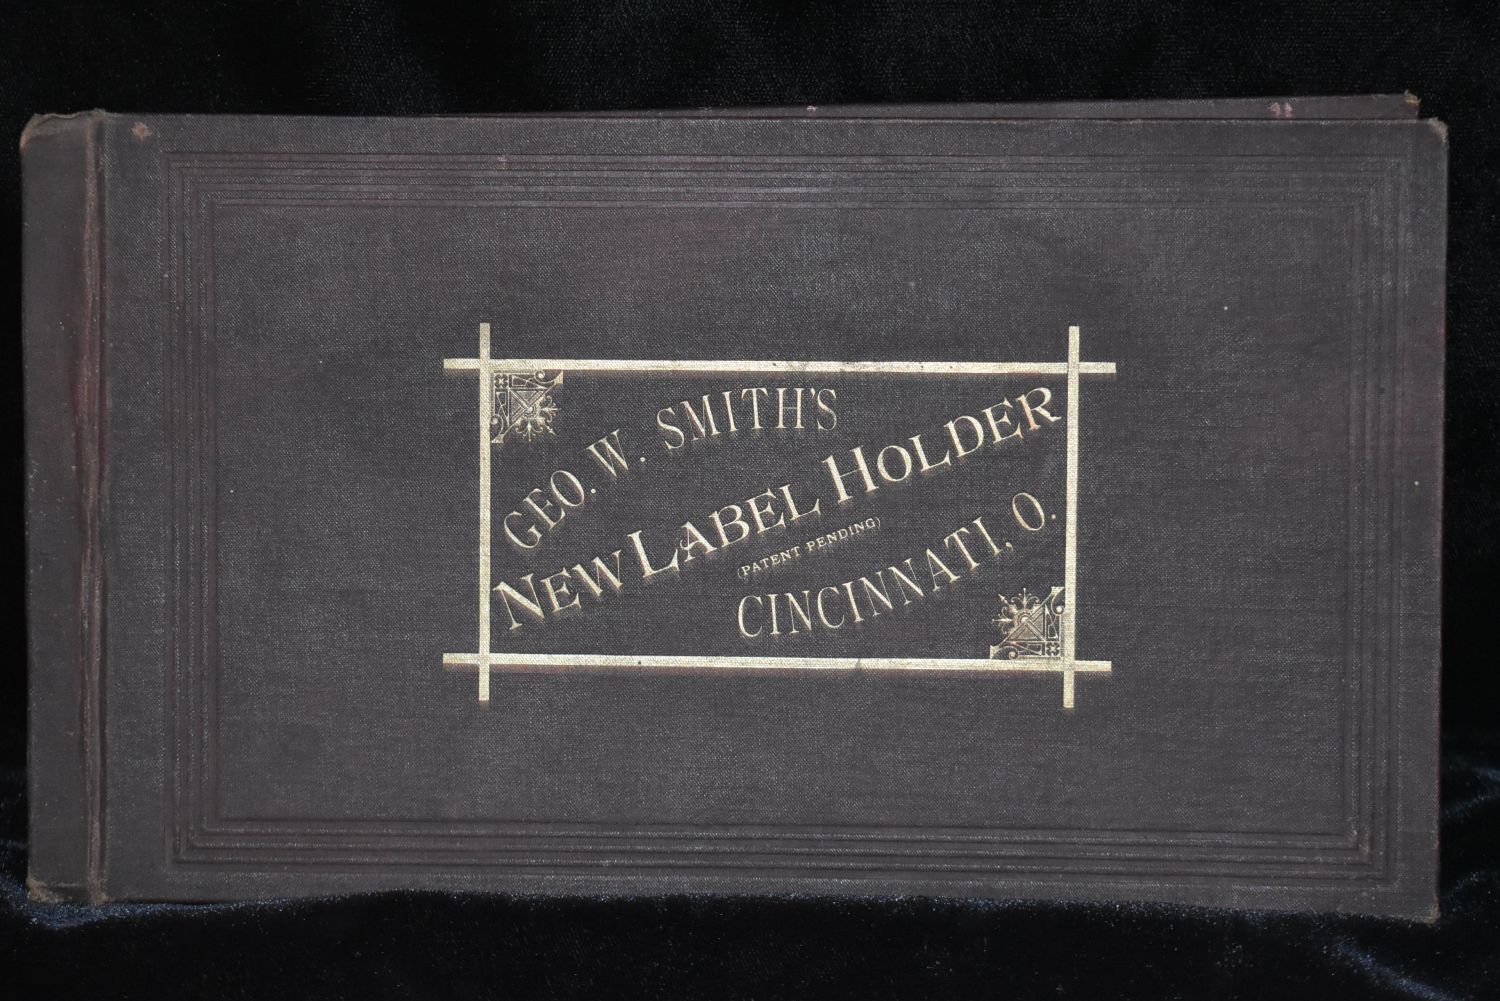 GEO. W. SMITH'S
NEW LABEL HOLDER
(PATENT PENDING)
CINCINNATI, O.